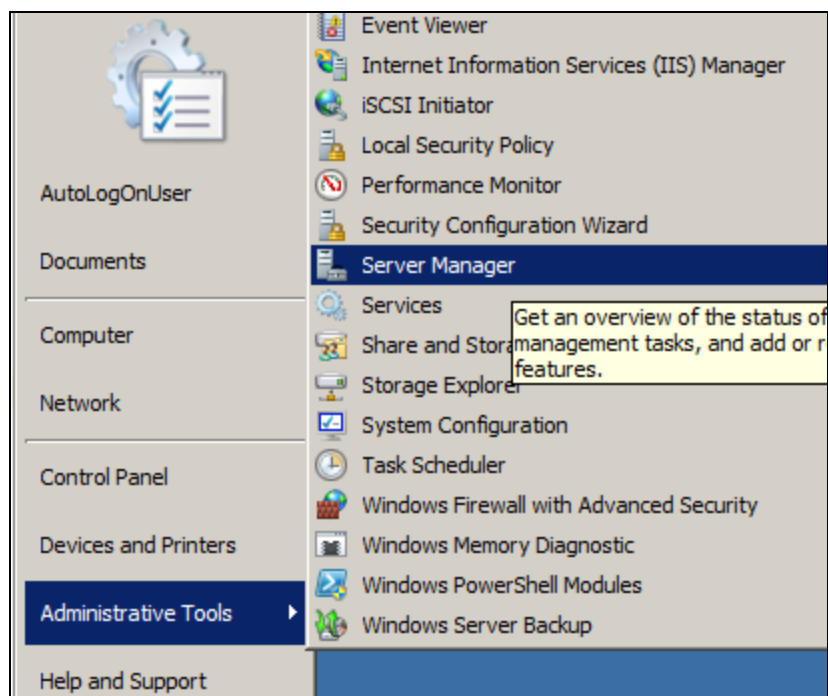 AutoLogOnUser
Documents
Computer
Network
Control Panel
Devices and Printers
Administrative Tools
Help and Support
Event Viewer
Internet Information Services (IIS) Manager
iSCSI Initiator
Local Security Policy
Performance Monitor
Security Configuration Wizard
Server Manager
Services
Share and Stora
Storage Explorer
System Configuration
Task Scheduler
Windows Firewall with Advanced Security
Windows Memory Diagnostic
Windows PowerShell Modules
Windows Server Backup
Get an overview of the status of
management tasks, and add or r
features.